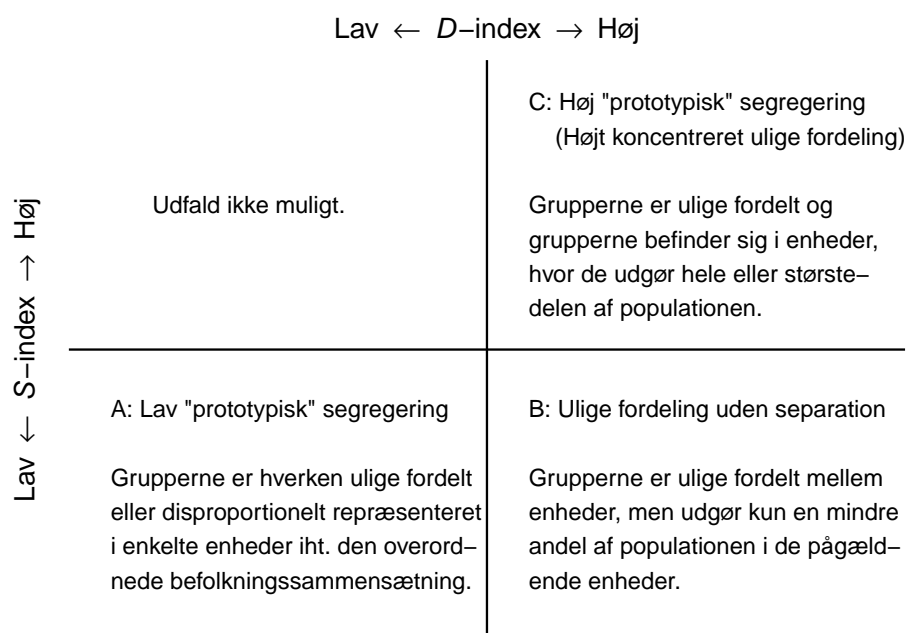 Lav ← D−index → Høj
Lav ← S−index → Høj
Udfald ikke muligt.
C: Høj "prototypisk" segregering
(Højt koncentreret ulige fordeling)
Grupperne er ulige fordelt og
grupperne befinder sig i enheder,
hvor de udgør hele eller største−
delen af populationen.
A: Lav "prototypisk" segregering
Grupperne er hverken ulige fordelt
eller disproportionelt repræsenteret
i enkelte enheder iht. den overord−
nede befolkningssammensætning.
B: Ulige fordeling uden separation
Grupperne er ulige fordelt mellem
enheder, men udgør kun en mindre
andel af populationen i de pågæld−
ende enheder.